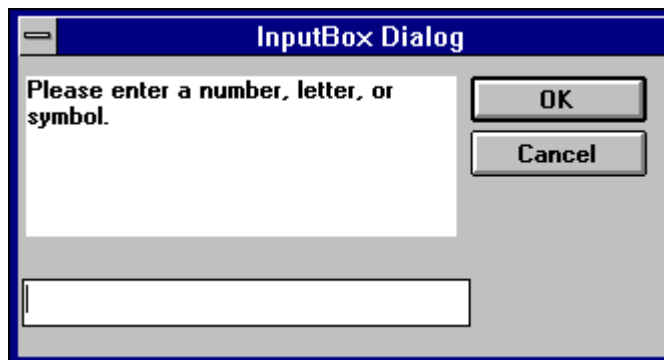 InputBox Dialog
Please enter a number, letter, or
symbol.
OK
Cancel